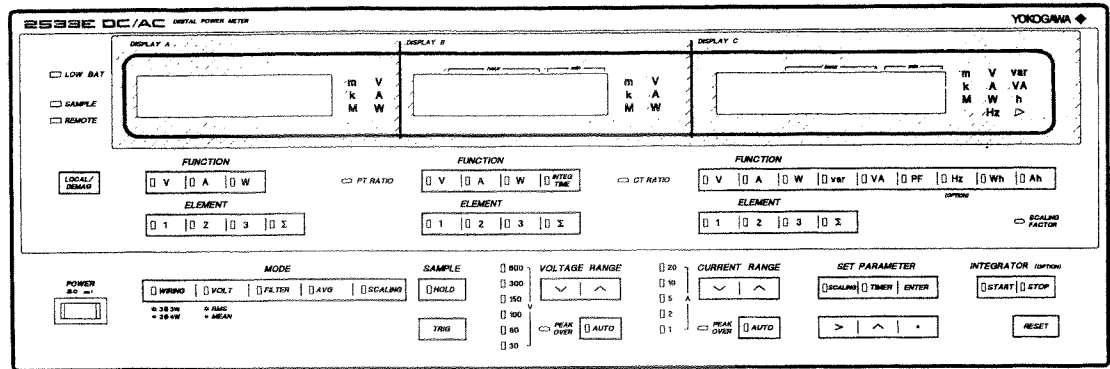 2533E DC/AC DIGITAL POWER METER
YOKOGAWA
DISPLAY A
DISPLAY B
DISPLAY C
hour min
hour min
LOW BAT
SAMPLE
REMOTE
m V
k A
M W
m V
k A
M W
m V var
k A VA
M W h
Hz
LOCAL/
DEMAG
FUNCTION
V A W
PT RATIO
ELEMENT
1 2 3 Σ
FUNCTION
V A W INTEG TIME
CT RATIO
ELEMENT
1 2 3 Σ
FUNCTION
V A W var VA PF Hz Wh Ah
(OPTION)
ELEMENT
1 2 3 Σ
SCALING
FACTOR
POWER
MODE
WIRING VOLT FILTER AVG SCALING
3Φ3W RMS
3Φ4W MEAN
SAMPLE
HOLD
TRIG
600
300
150
100
60
30
V
VOLTAGE RANGE
PEAK
OVER
AUTO
20
10
5
2
1
A
CURRENT RANGE
PEAK
OVER
AUTO
SET PARAMETER
SCALING TIMER ENTER
> ∧ •
INTEGRATOR (OPTION)
START STOP
RESET